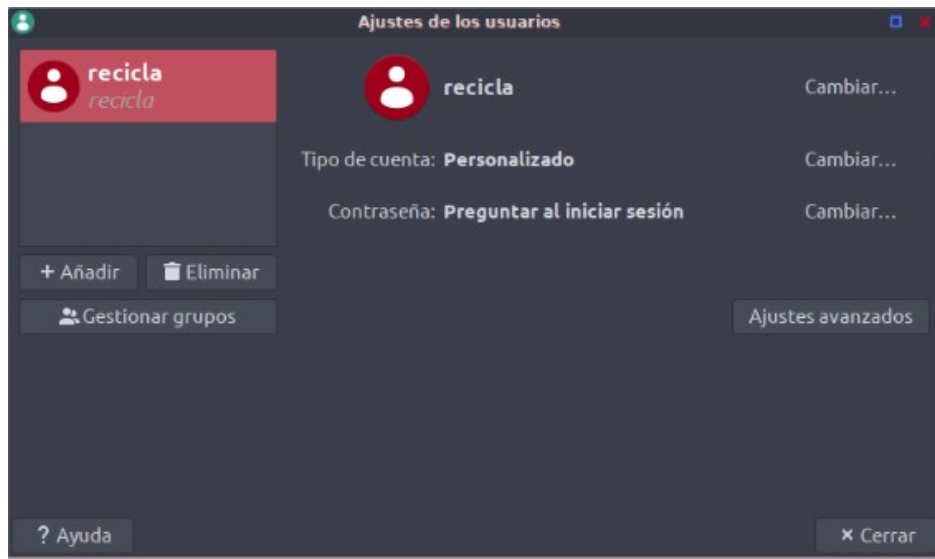 Ajustes de los usuarios
recicla
recicla
recicla
Cambiar...
Tipo de cuenta: Personalizado
Cambiar...
Contraseña: Preguntar al iniciar sesión
Cambiar...
+ Añadir
Eliminar
Gestionar grupos
Ajustes avanzados
? Ayuda
× Cerrar